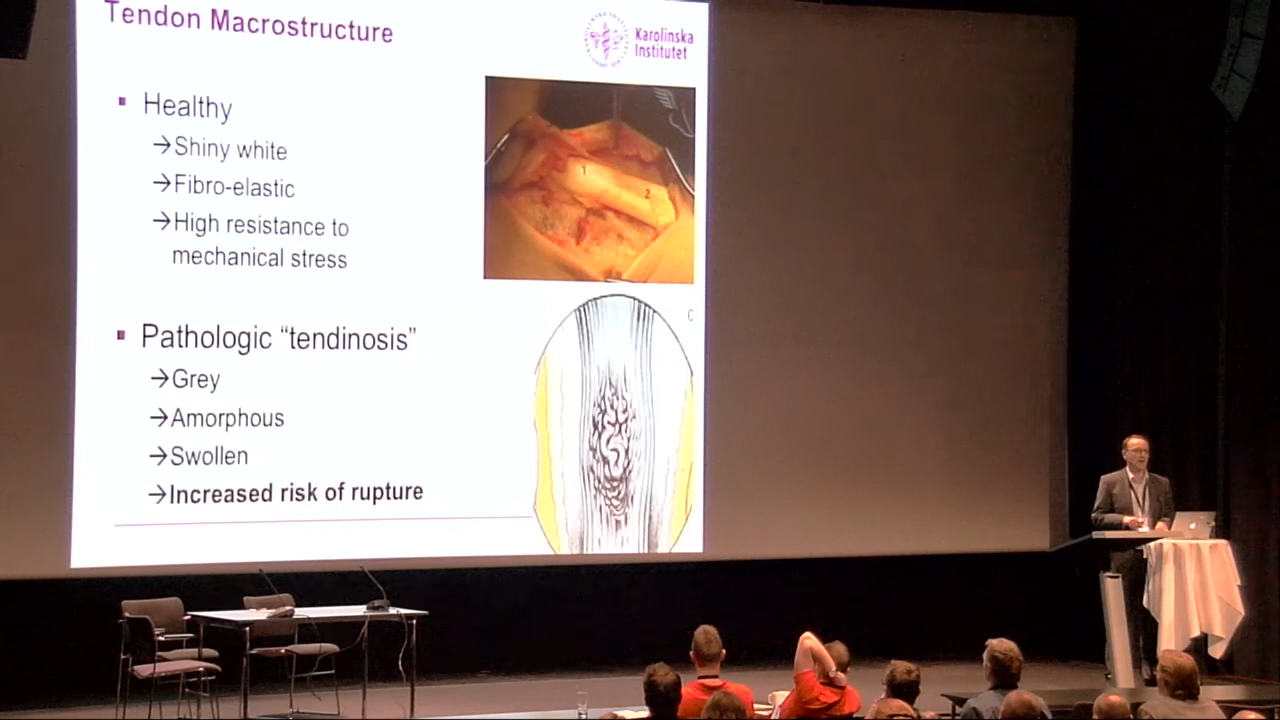 Tendon Macrostructure
Karolinska
Institutet
Healthy
→Shiny white
→Fibro-elastic
→High resistance to
mechanical stress
1
2
C
Pathologic “tendinosis”
→Grey
→Amorphous
→Swollen
→Increased risk of rupture